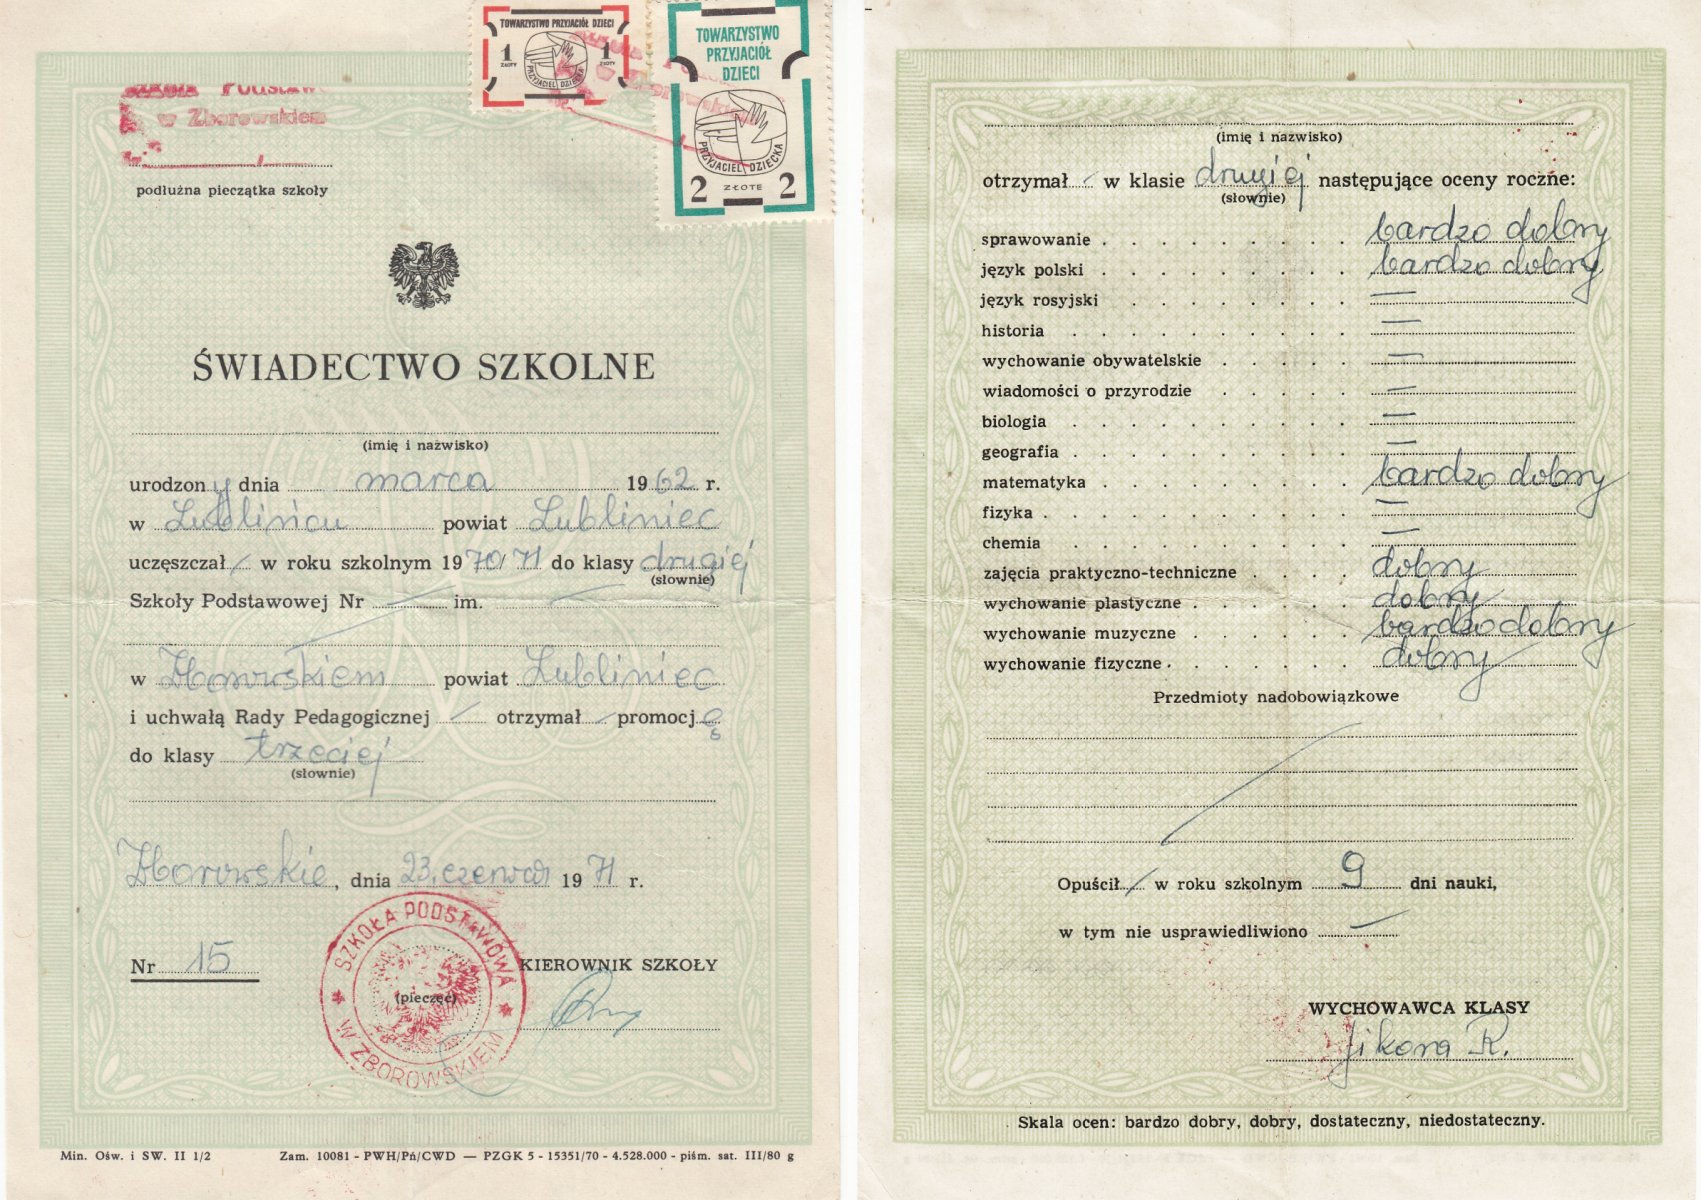 TOWARZYSTWO PRZYJACIÓŁ DZIECI
1 1
ZŁOTY ZŁOTY
PRZYJACIEL DZIECKA
TOWARZYSTWO
PRZYJACIÓŁ
DZIECI
PRZYJACIEL DZIECKA
2 ZŁOTE 2
Szkoła Podstaw
w Zborowskiem
podłużna pieczątka szkoły
ŚWIADECTWO SZKOLNE
(imię i nazwisko)
urodzony dnia marca 1962 r.
w Lublińcu powiat Lubliniec
uczęszczał w roku szkolnym 1970/71 do klasy drugiej
(słownie)
Szkoły Podstawowej Nr im.
w Zborowskiem powiat Lubliniec
i uchwałą Rady Pedagogicznej otrzymał promocję
do klasy trzeciej
(słownie)
Zborowskie, dnia 23. czerwca 1971 r.
Nr 15
KIEROWNIK SZKOŁY
(pieczęć)
SZKOŁA PODSTAWOWA
W ZBOROWSKIEM
Min. Ośw. i SW. II 1/2 Zam. 10081 - PWH/Pń/CWD — PZGK 5 - 15351/70 - 4.528.000 - piśm. sat. III/80 g
(imię i nazwisko)
otrzymał w klasie drugiej następujące oceny roczne:
(słownie)
sprawowanie . . . . . . . . . bardzo dobry
język polski . . . . . . . . . bardzo dobry
język rosyjski . . . . . . . . —
historia . . . . . . . . . . —
wychowanie obywatelskie . . . . . —
wiadomości o przyrodzie . . . . . —
biologia . . . . . . . . . . —
geografia . . . . . . . . . . —
matematyka . . . . . . . . . bardzo dobry
fizyka . . . . . . . . . . . —
chemia . . . . . . . . . . —
zajęcia praktyczno-techniczne . . . . dobry
wychowanie plastyczne . . . . . . dobry
wychowanie muzyczne . . . . . . bardzo dobry
wychowanie fizyczne . . . . . . . dobry
Przedmioty nadobowiązkowe
Opuścił w roku szkolnym 9 dni nauki,
w tym nie usprawiedliwiono —
WYCHOWAWCA KLASY
Jikora R.
Skala ocen: bardzo dobry, dobry, dostateczny, niedostateczny.